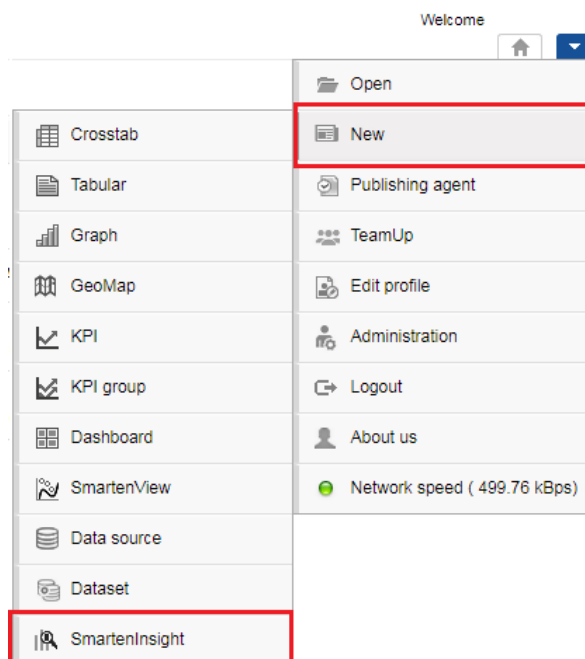 Welcome
Open
New
Publishing agent
TeamUp
Edit profile
Administration
Logout
About us
Network speed ( 499.76 kBps)
Crosstab
Tabular
Graph
GeoMap
KPI
KPI group
Dashboard
SmartenView
Data source
Dataset
SmartenInsight